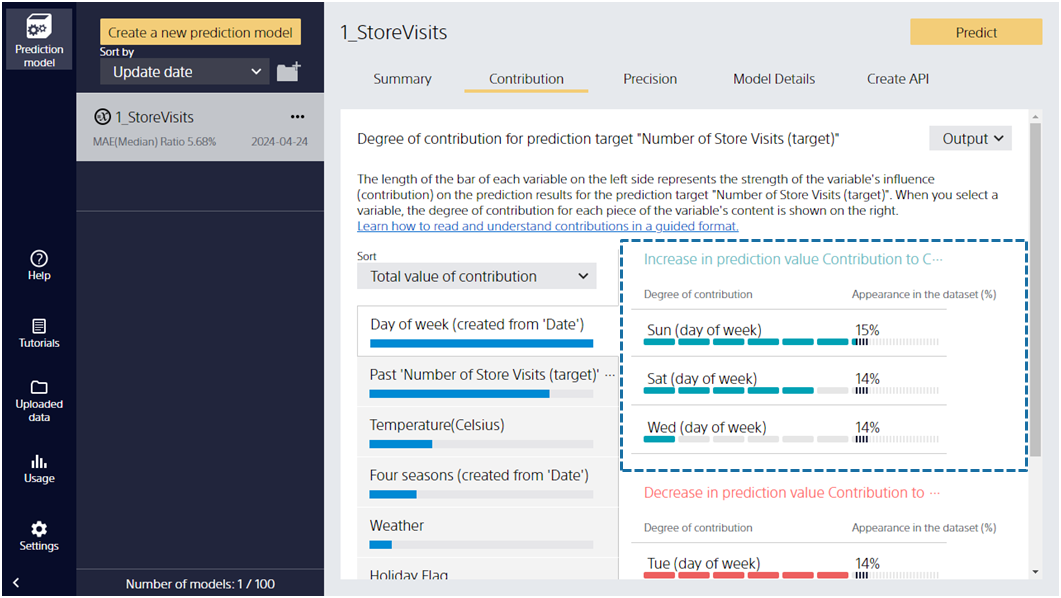 Prediction
model
Help
Tutorials
Uploaded
data
Usage
Settings
Create a new prediction model
Sort by
Update date
1_StoreVisits
MAE(Median) Ratio 5.68% 2024-04-24
Number of models: 1 / 100
1_StoreVisits
Predict
Summary Contribution Precision Model Details Create API
Degree of contribution for prediction target "Number of Store Visits (target)"
Output
The length of the bar of each variable on the left side represents the strength of the variable's influence
(contribution) on the prediction results for the prediction target "Number of Store Visits (target)". When you select a
variable, the degree of contribution for each piece of the variable's content is shown on the right.
Learn how to read and understand contributions in a guided format.
Sort
Total value of contribution
Day of week (created from 'Date')
Past 'Number of Store Visits (target)' ...
Temperature(Celsius)
Four seasons (created from 'Date')
Weather
Holiday Flag
Increase in prediction value Contribution to C...
Degree of contribution Appearance in the dataset (%)
Sun (day of week) 15%
Sat (day of week) 14%
Wed (day of week) 14%
Decrease in prediction value Contribution to ...
Degree of contribution Appearance in the dataset (%)
Tue (day of week) 14%